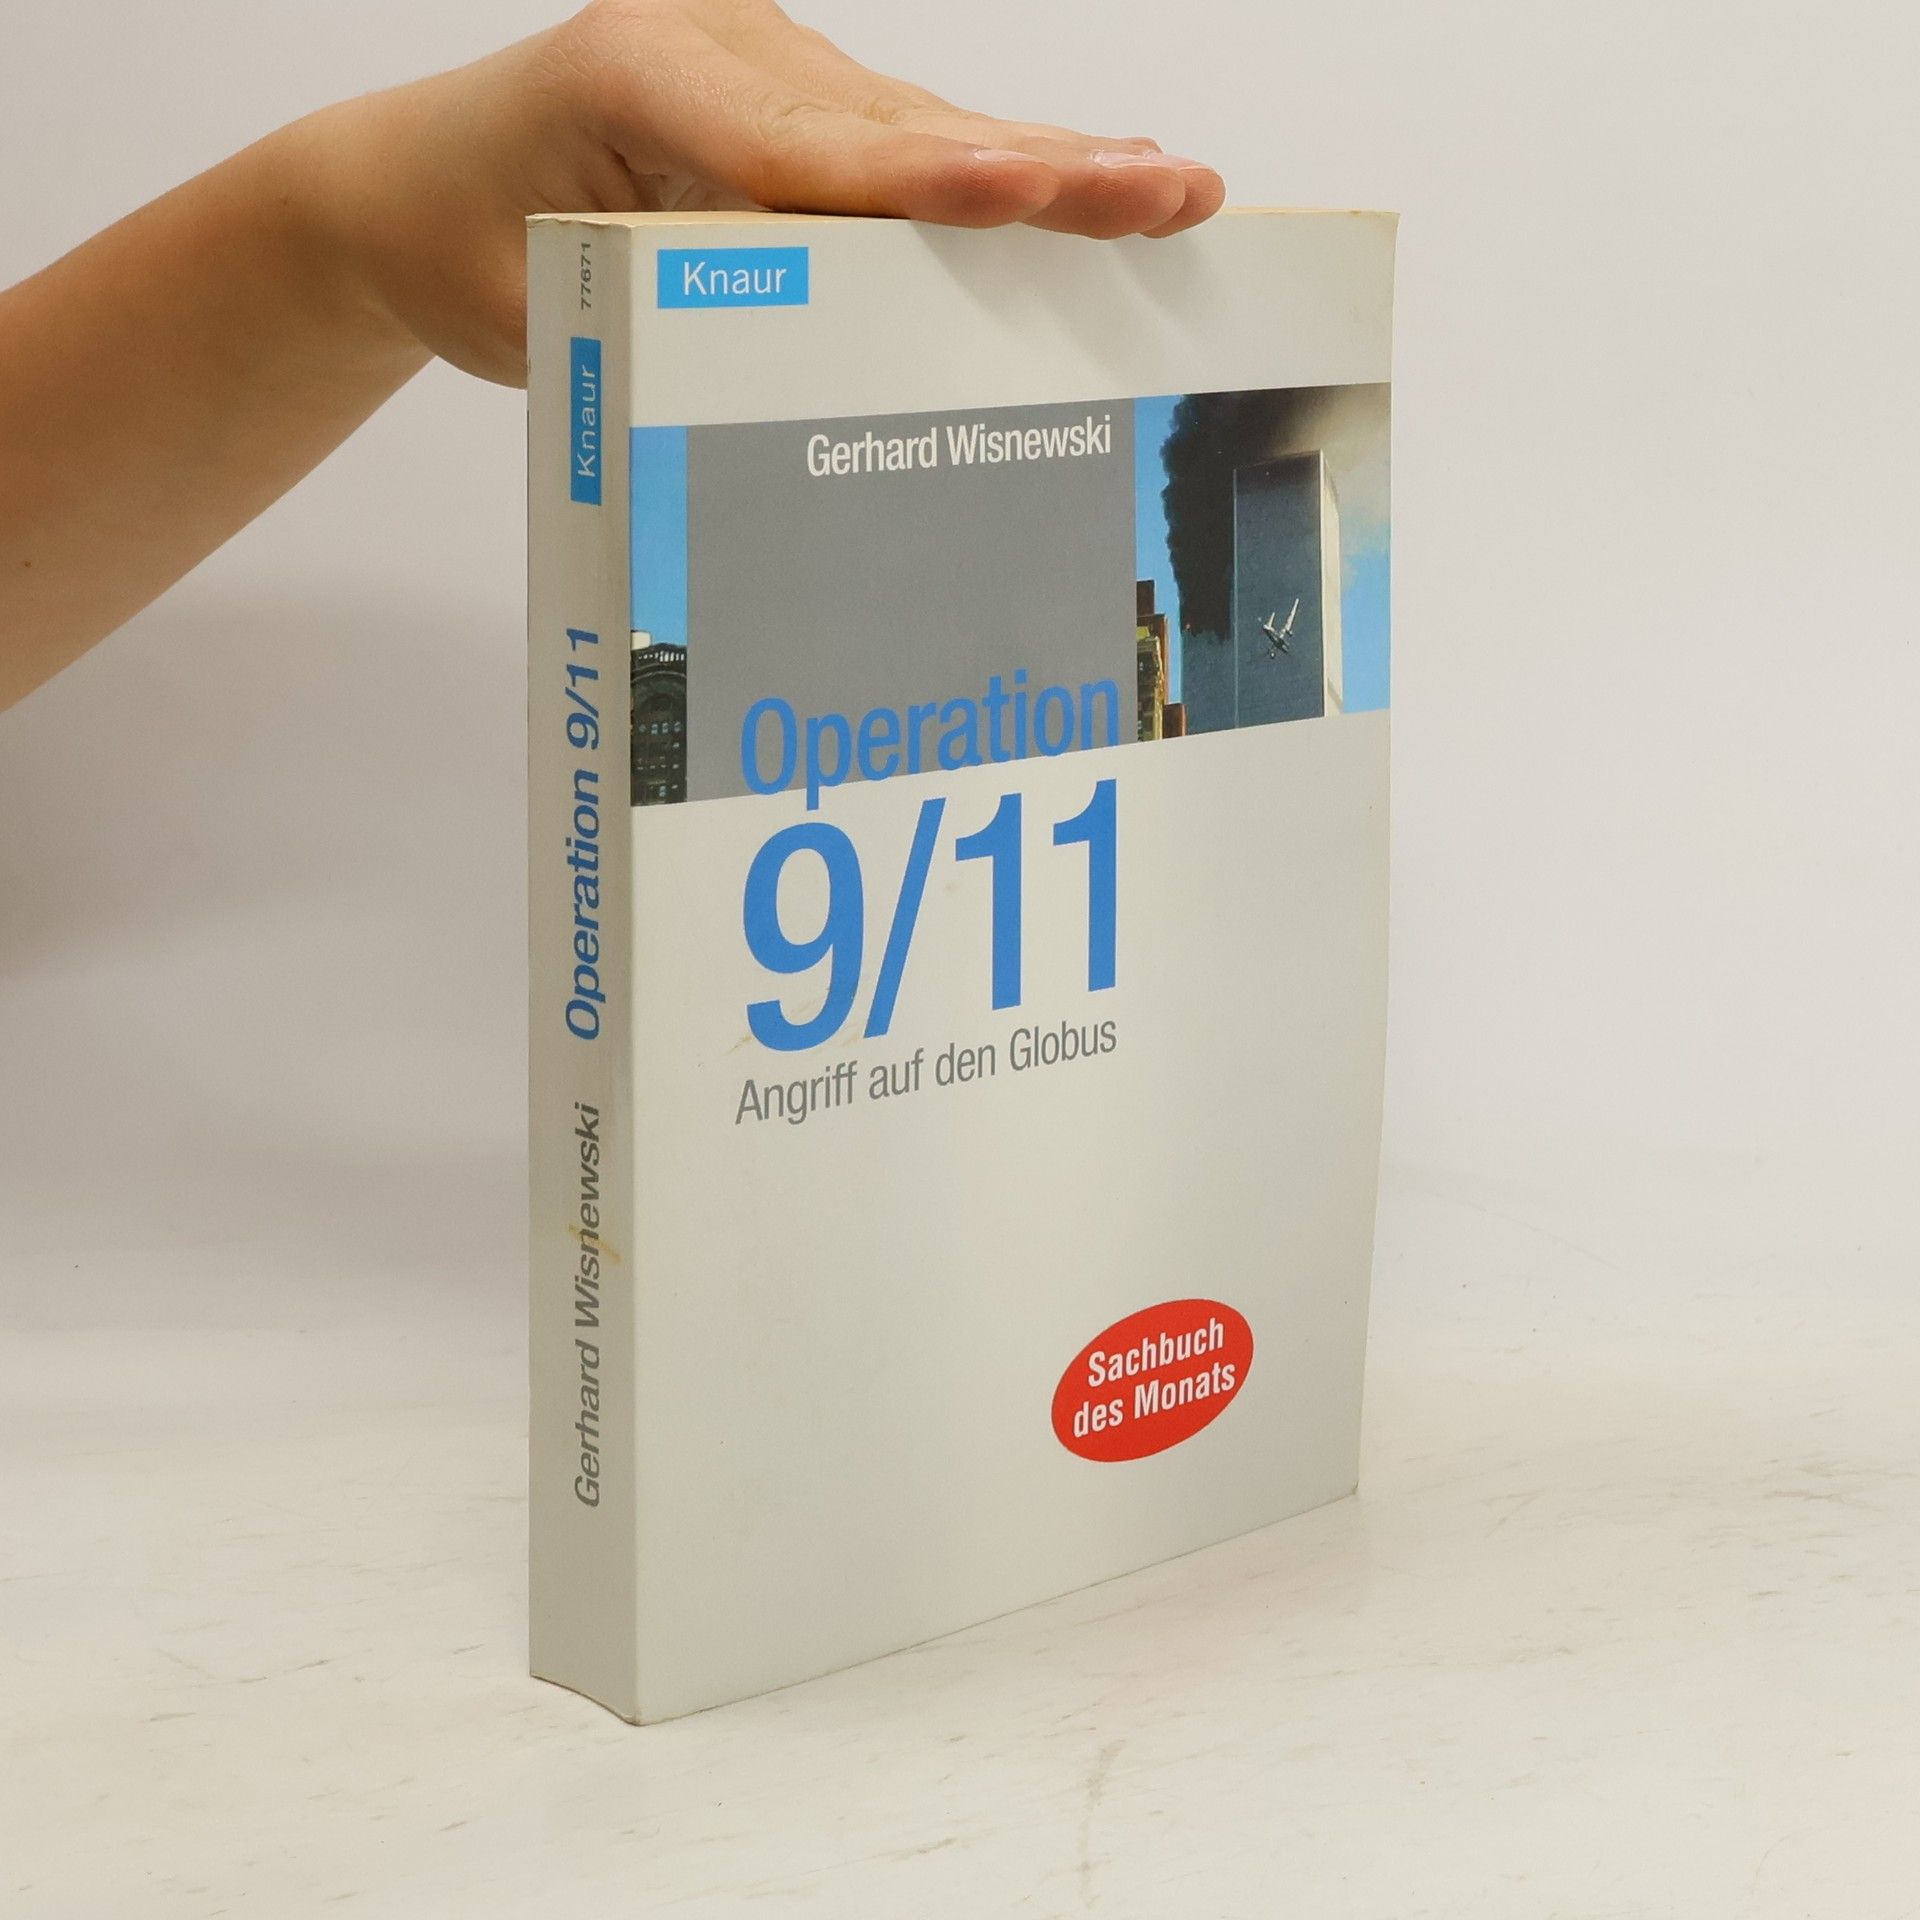 77671
Knaur
Operation 9/11
Gerhard Wisnewski
Knaur
Gerhard Wisnewski
Operation
9/11
Angriff auf den Globus
Sachbuch
des Monats